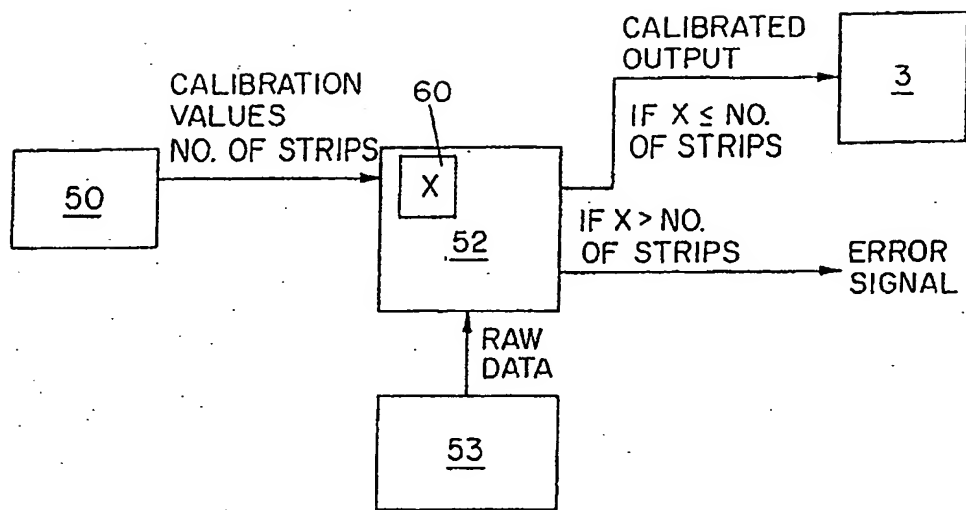 CALIBRATION
VALUES
NO. OF STRIPS
50
60
X
52
CALIBRATED
OUTPUT
IF X ≤ NO.
OF STRIPS
3
IF X > NO.
OF STRIPS
ERROR
SIGNAL
RAW
DATA
53